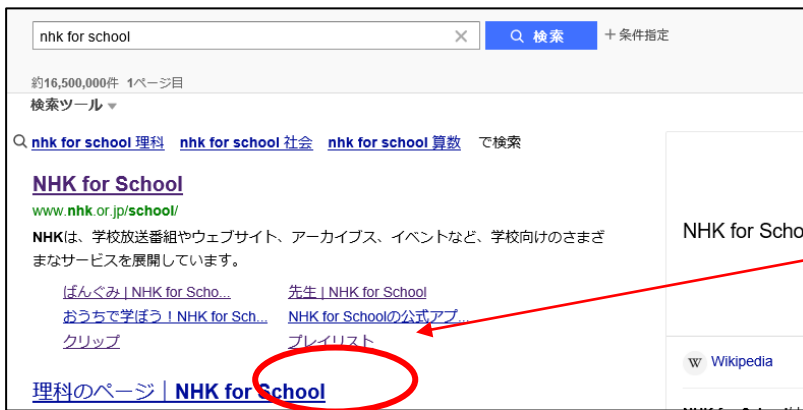 nhk for school
検索
＋条件指定
約16,500,000件 1ページ目
検索ツール
nhk for school 理科 nhk for school 社会 nhk for school 算数 で検索
NHK for School
www.nhk.or.jp/school/
NHKは、学校放送番組やウェブサイト、アーカイブス、イベントなど、学校向けのさまざ
まなサービスを展開しています。
ばんぐみ | NHK for Scho... 先生 | NHK for School
おうちで学ぼう！NHK for Sch... NHK for Schoolの公式アプ...
クリップ プレイリスト
理科のページ｜NHK for School
NHK for Scho
W Wikipedia